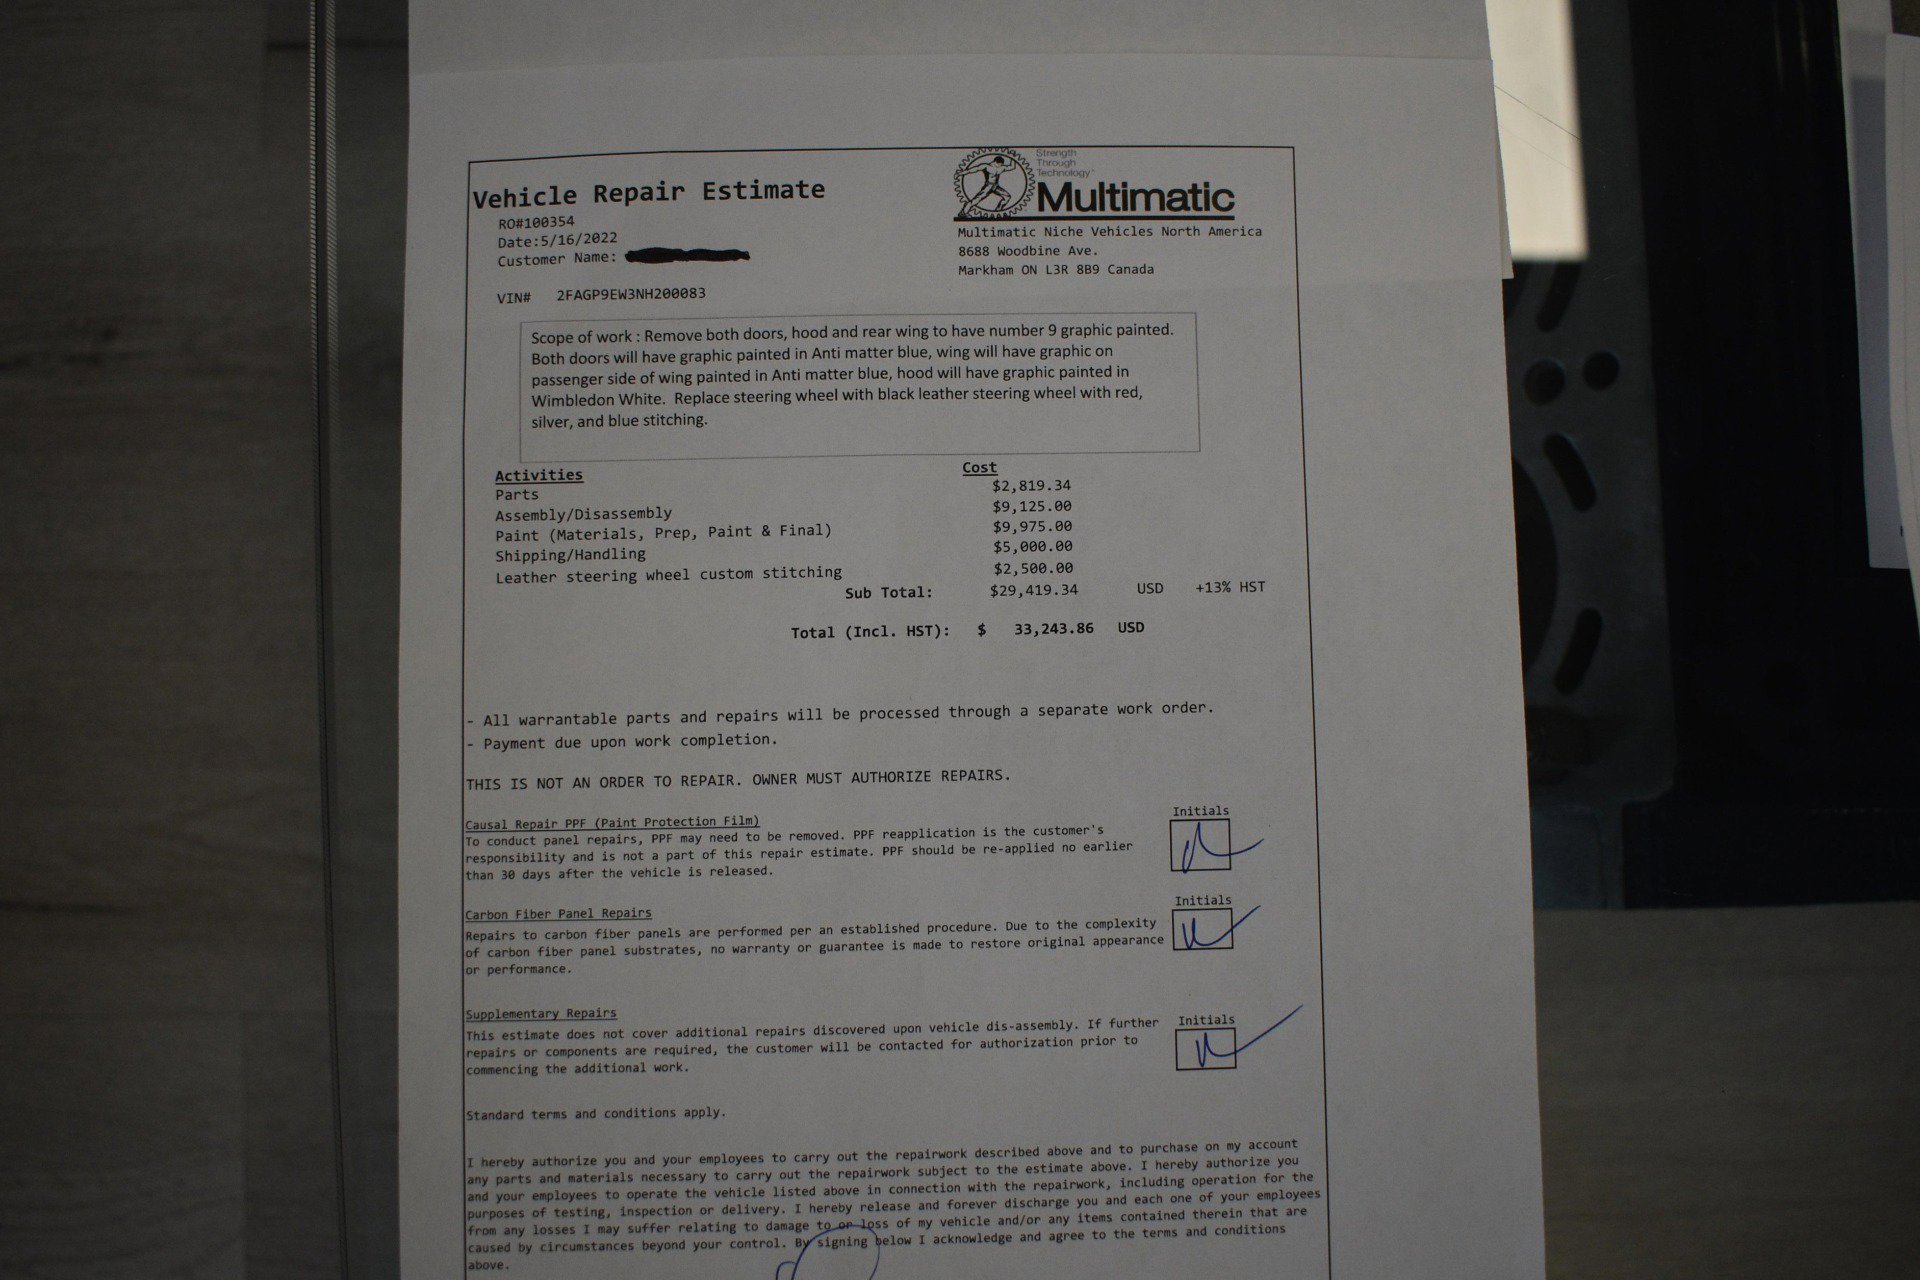 Strength
Through
Technology
Multimatic
Vehicle Repair Estimate
RO#100354
Date:5/16/2022
Customer Name:
Multimatic Niche Vehicles North America
8688 Woodbine Ave.
Markham ON L3R 8B9 Canada
VIN# 2FAGP9EW3NH200083
Scope of work : Remove both doors, hood and rear wing to have number 9 graphic painted.
Both doors will have graphic painted in Anti matter blue, wing will have graphic on
passenger side of wing painted in Anti matter blue, hood will have graphic painted in
Wimbledon White. Replace steering wheel with black leather steering wheel with red,
silver, and blue stitching.
Activities Cost
Parts $2,819.34
Assembly/Disassembly $9,125.00
Paint (Materials, Prep, Paint & Final) $9,975.00
Shipping/Handling $5,000.00
Leather steering wheel custom stitching $2,500.00
Sub Total: $29,419.34 USD +13% HST
Total (Incl. HST): $ 33,243.86 USD
- All warrantable parts and repairs will be processed through a separate work order.
- Payment due upon work completion.
THIS IS NOT AN ORDER TO REPAIR. OWNER MUST AUTHORIZE REPAIRS.
Causal Repair PPF (Paint Protection Film)
To conduct panel repairs, PPF may need to be removed. PPF reapplication is the customer's
responsibility and is not a part of this repair estimate. PPF should be re-applied no earlier
than 30 days after the vehicle is released.
Initials
Carbon Fiber Panel Repairs
Repairs to carbon fiber panels are performed per an established procedure. Due to the complexity
of carbon fiber panel substrates, no warranty or guarantee is made to restore original appearance
or performance.
Initials
Supplementary Repairs
This estimate does not cover additional repairs discovered upon vehicle dis-assembly. If further
repairs or components are required, the customer will be contacted for authorization prior to
commencing the additional work.
Initials
Standard terms and conditions apply.
I hereby authorize you and your employees to carry out the repairwork described above and to purchase on my account
any parts and materials necessary to carry out the repairwork subject to the estimate above. I hereby authorize you
and your employees to operate the vehicle listed above in connection with the repairwork, including operation for the
purposes of testing, inspection or delivery. I hereby release and forever discharge you and each one of your employees
from any losses I may suffer relating to damage to or loss of my vehicle and/or any items contained therein that are
caused by circumstances beyond your control. By signing below I acknowledge and agree to the terms and conditions
above.